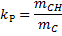 k_P = m_CH / m_C